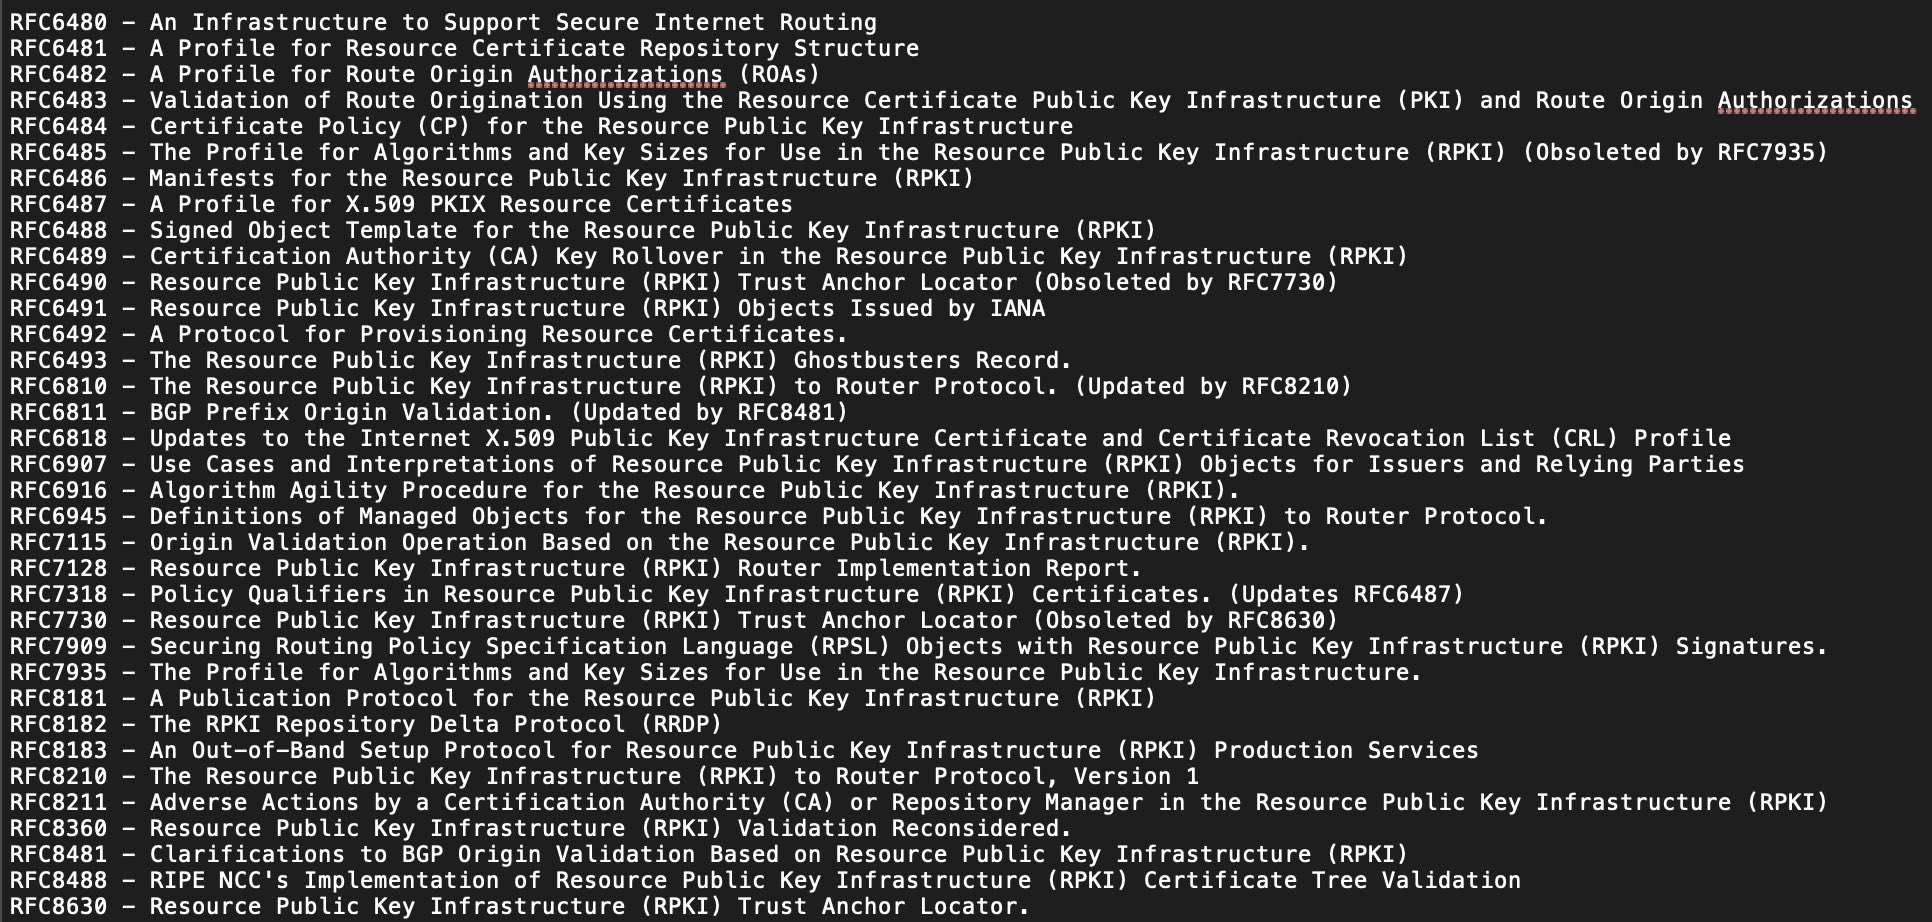 RFC6480 – An Infrastructure to Support Secure Internet Routing
RFC6481 – A Profile for Resource Certificate Repository Structure
RFC6482 – A Profile for Route Origin Authorizations (ROAs)
RFC6483 – Validation of Route Origination Using the Resource Certificate Public Key Infrastructure (PKI) and Route Origin Authorizations
RFC6484 – Certificate Policy (CP) for the Resource Public Key Infrastructure
RFC6485 – The Profile for Algorithms and Key Sizes for Use in the Resource Public Key Infrastructure (RPKI) (Obsoleted by RFC7935)
RFC6486 – Manifests for the Resource Public Key Infrastructure (RPKI)
RFC6487 – A Profile for X.509 PKIX Resource Certificates
RFC6488 – Signed Object Template for the Resource Public Key Infrastructure (RPKI)
RFC6489 – Certification Authority (CA) Key Rollover in the Resource Public Key Infrastructure (RPKI)
RFC6490 – Resource Public Key Infrastructure (RPKI) Trust Anchor Locator (Obsoleted by RFC7730)
RFC6491 – Resource Public Key Infrastructure (RPKI) Objects Issued by IANA
RFC6492 – A Protocol for Provisioning Resource Certificates.
RFC6493 – The Resource Public Key Infrastructure (RPKI) Ghostbusters Record.
RFC6810 – The Resource Public Key Infrastructure (RPKI) to Router Protocol. (Updated by RFC8210)
RFC6811 – BGP Prefix Origin Validation. (Updated by RFC8481)
RFC6818 – Updates to the Internet X.509 Public Key Infrastructure Certificate and Certificate Revocation List (CRL) Profile
RFC6907 – Use Cases and Interpretations of Resource Public Key Infrastructure (RPKI) Objects for Issuers and Relying Parties
RFC6916 – Algorithm Agility Procedure for the Resource Public Key Infrastructure (RPKI).
RFC6945 – Definitions of Managed Objects for the Resource Public Key Infrastructure (RPKI) to Router Protocol.
RFC7115 – Origin Validation Operation Based on the Resource Public Key Infrastructure (RPKI).
RFC7128 – Resource Public Key Infrastructure (RPKI) Router Implementation Report.
RFC7318 – Policy Qualifiers in Resource Public Key Infrastructure (RPKI) Certificates. (Updates RFC6487)
RFC7730 – Resource Public Key Infrastructure (RPKI) Trust Anchor Locator (Obsoleted by RFC8630)
RFC7909 – Securing Routing Policy Specification Language (RPSL) Objects with Resource Public Key Infrastructure (RPKI) Signatures.
RFC7935 – The Profile for Algorithms and Key Sizes for Use in the Resource Public Key Infrastructure.
RFC8181 – A Publication Protocol for the Resource Public Key Infrastructure (RPKI)
RFC8182 – The RPKI Repository Delta Protocol (RRDP)
RFC8183 – An Out–of–Band Setup Protocol for Resource Public Key Infrastructure (RPKI) Production Services
RFC8210 – The Resource Public Key Infrastructure (RPKI) to Router Protocol, Version 1
RFC8211 – Adverse Actions by a Certification Authority (CA) or Repository Manager in the Resource Public Key Infrastructure (RPKI)
RFC8360 – Resource Public Key Infrastructure (RPKI) Validation Reconsidered.
RFC8481 – Clarifications to BGP Origin Validation Based on Resource Public Key Infrastructure (RPKI)
RFC8488 – RIPE NCC's Implementation of Resource Public Key Infrastructure (RPKI) Certificate Tree Validation
RFC8630 – Resource Public Key Infrastructure (RPKI) Trust Anchor Locator.